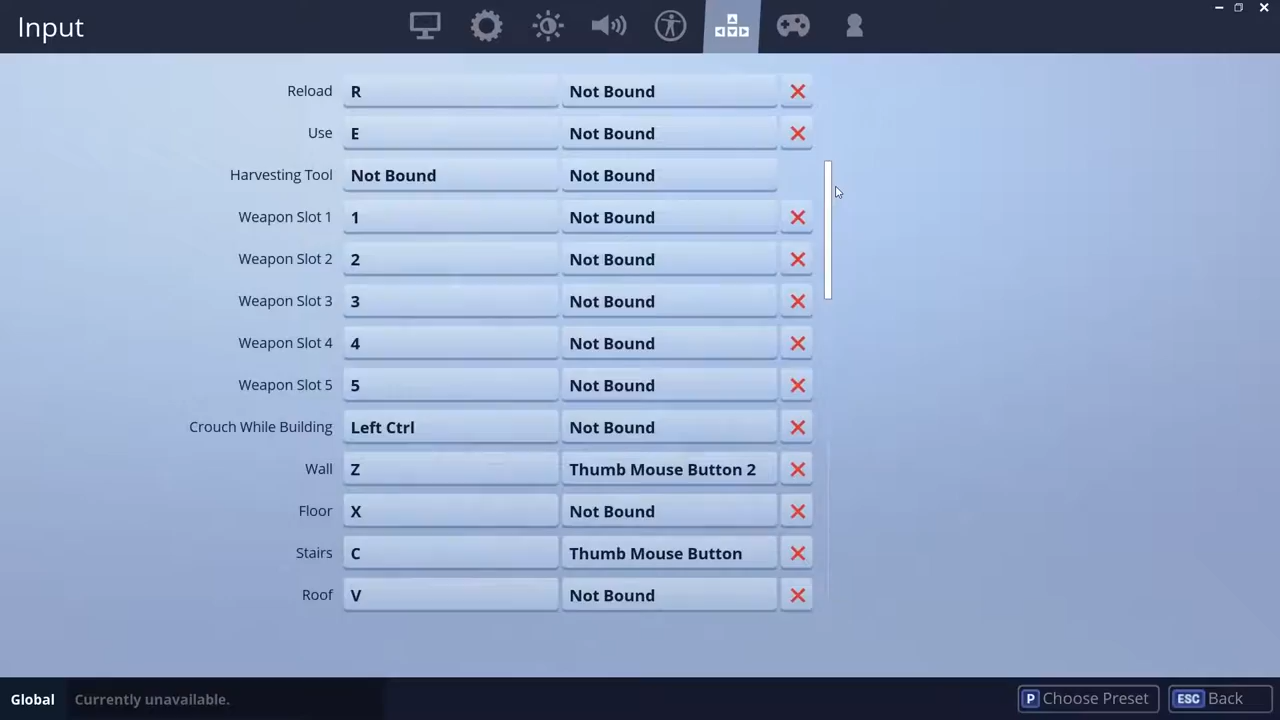 Input
Reload R Not Bound
Use E Not Bound
Harvesting Tool Not Bound Not Bound
Weapon Slot 1 1 Not Bound
Weapon Slot 2 2 Not Bound
Weapon Slot 3 3 Not Bound
Weapon Slot 4 4 Not Bound
Weapon Slot 5 5 Not Bound
Crouch While Building Left Ctrl Not Bound
Wall Z Thumb Mouse Button 2
Floor X Not Bound
Stairs C Thumb Mouse Button
Roof V Not Bound
Global Currently unavailable. P Choose Preset ESC Back